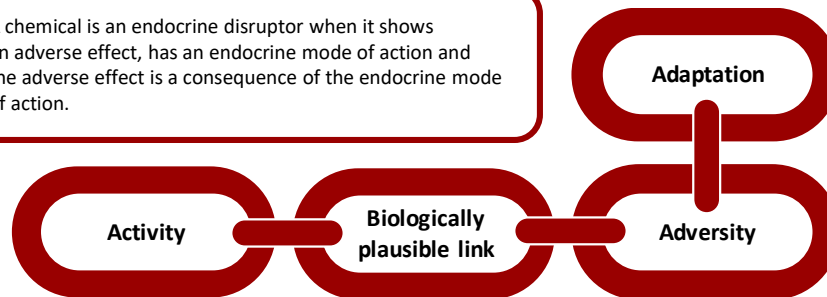 chemical is an endocrine disruptor when it shows
n adverse effect, has an endocrine mode of action and
he adverse effect is a consequence of the endocrine mode
f action.
Adaptation
Activity
Biologically
plausible link
Adversity